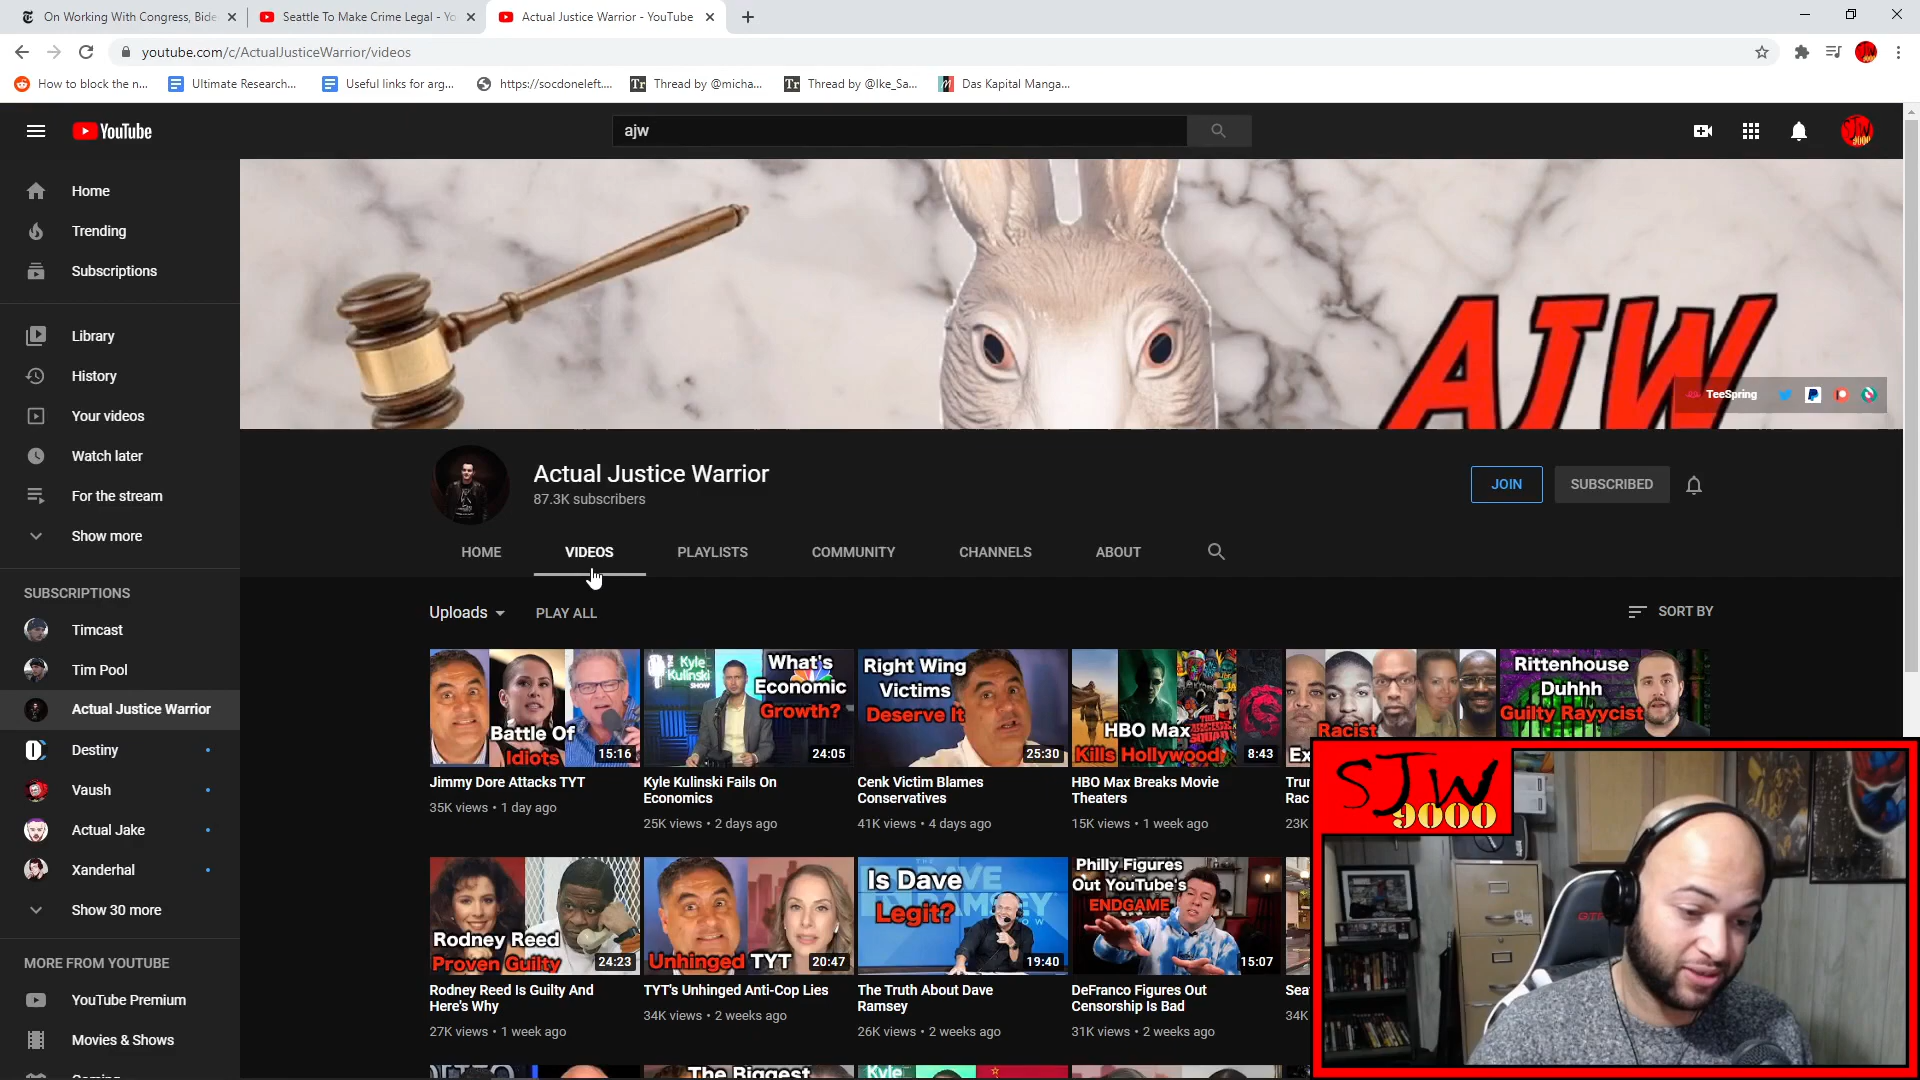 On Working With Congress, Bide
Seattle To Make Crime Legal - Yo
Actual Justice Warrior - YouTube
youtube.com/c/ActualJusticeWarrior/videos
How to block the n...
Ultimate Research...
Useful links for arg...
https://socdoneleft....
Thread by @micha...
Thread by @Ike_Sa...
Das Kapital Manga...
YouTube
ajw
SJW
9000
Home
Trending
Subscriptions
Library
History
Your videos
Watch later
For the stream
Show more
SUBSCRIPTIONS
Timcast
Tim Pool
Actual Justice Warrior
Destiny
Vaush
Actual Jake
Xanderhal
Show 30 more
MORE FROM YOUTUBE
YouTube Premium
Movies & Shows
AJW
TeeSpring
Actual Justice Warrior
87.3K subscribers
JOIN
SUBSCRIBED
HOME
VIDEOS
PLAYLISTS
COMMUNITY
CHANNELS
ABOUT
Uploads
PLAY ALL
SORT BY
Battle Of
Idiots
15:16
Jimmy Dore Attacks TYT
35K views • 1 day ago
The
Kyle
Kulinski
Show
What's
Economic
Growth?
24:05
Kyle Kulinski Fails On
Economics
25K views • 2 days ago
Right Wing
Victims
Deserve It
25:30
Cenk Victim Blames
Conservatives
41K views • 4 days ago
HBO Max
Kills Hollywood!
8:43
HBO Max Breaks Movie
Theaters
15K views • 1 week ago
Racist
Ex
Trum
Rac
23K
Rittenhouse
Duhhh
Guilty Rayycist
Rodney Reed
Proven Guilty
24:23
Rodney Reed Is Guilty And
Here's Why
27K views • 1 week ago
Unhinged TYT
20:47
TYT's Unhinged Anti-Cop Lies
34K views • 2 weeks ago
Is Dave
Legit?
19:40
The Truth About Dave
Ramsey
26K views • 2 weeks ago
Philly Figures
Out YouTube's
ENDGAME
15:07
DeFranco Figures Out
Censorship Is Bad
31K views • 2 weeks ago
Sea
34K
The Biggest
Kyle
SJW
9000